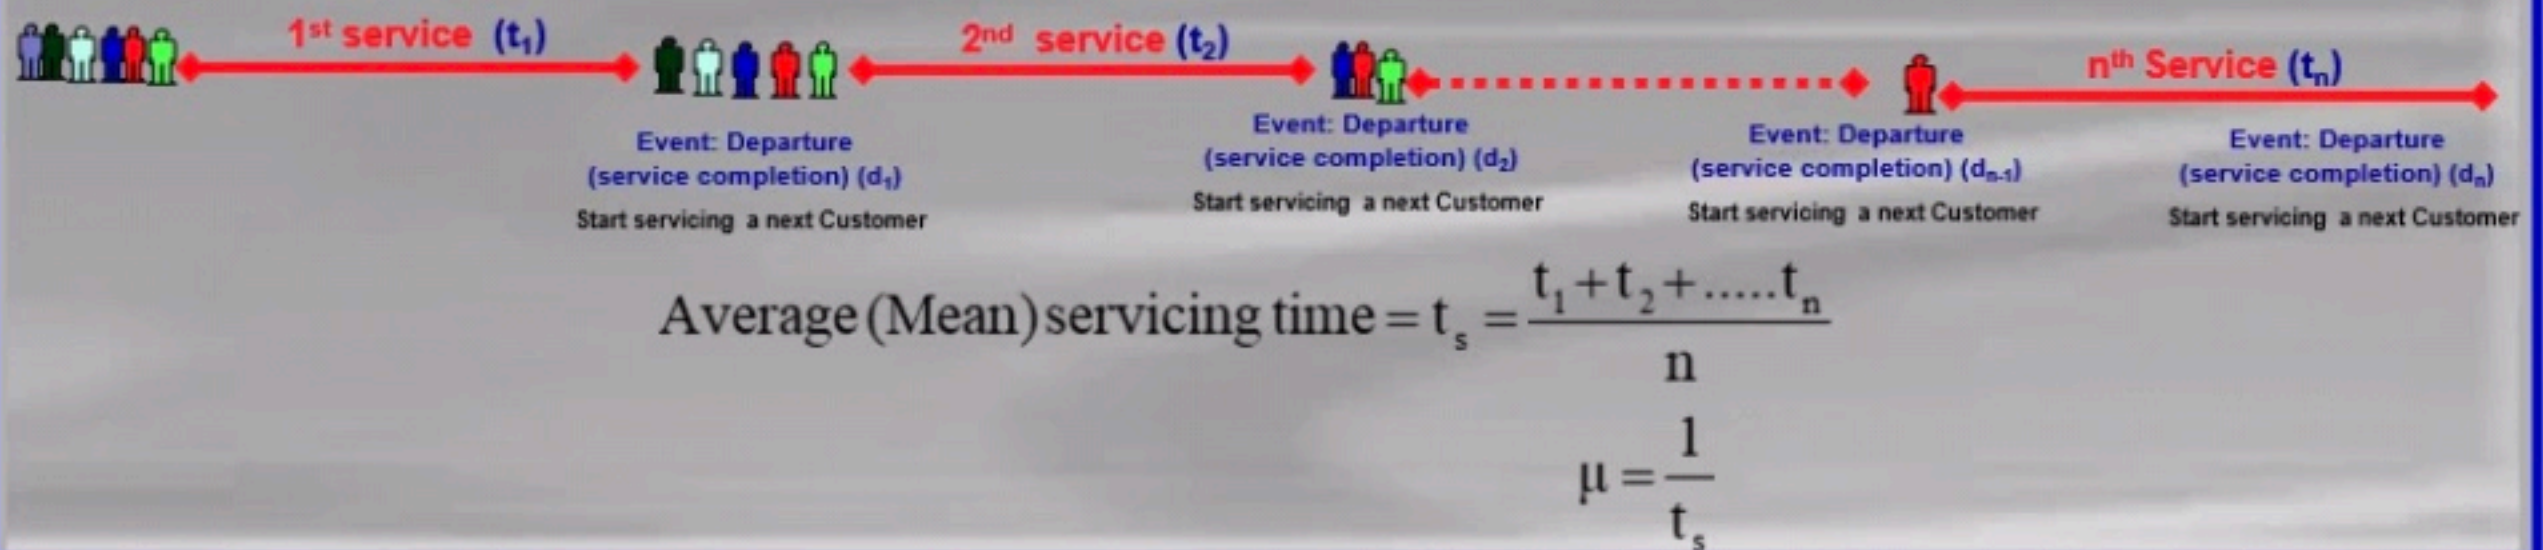 1st service (t1)
2nd service (t2)
nth Service (tn)
Event: Departure
(service completion) (d1)
Start servicing a next Customer
Event: Departure
(service completion) (d2)
Start servicing a next Customer
Event: Departure
(service completion) (dn-1)
Start servicing a next Customer
Event: Departure
(service completion) (dn)
Start servicing a next Customer
Average (Mean) servicing time = ts = t1+t2+.....tn
n
μ = 1
ts